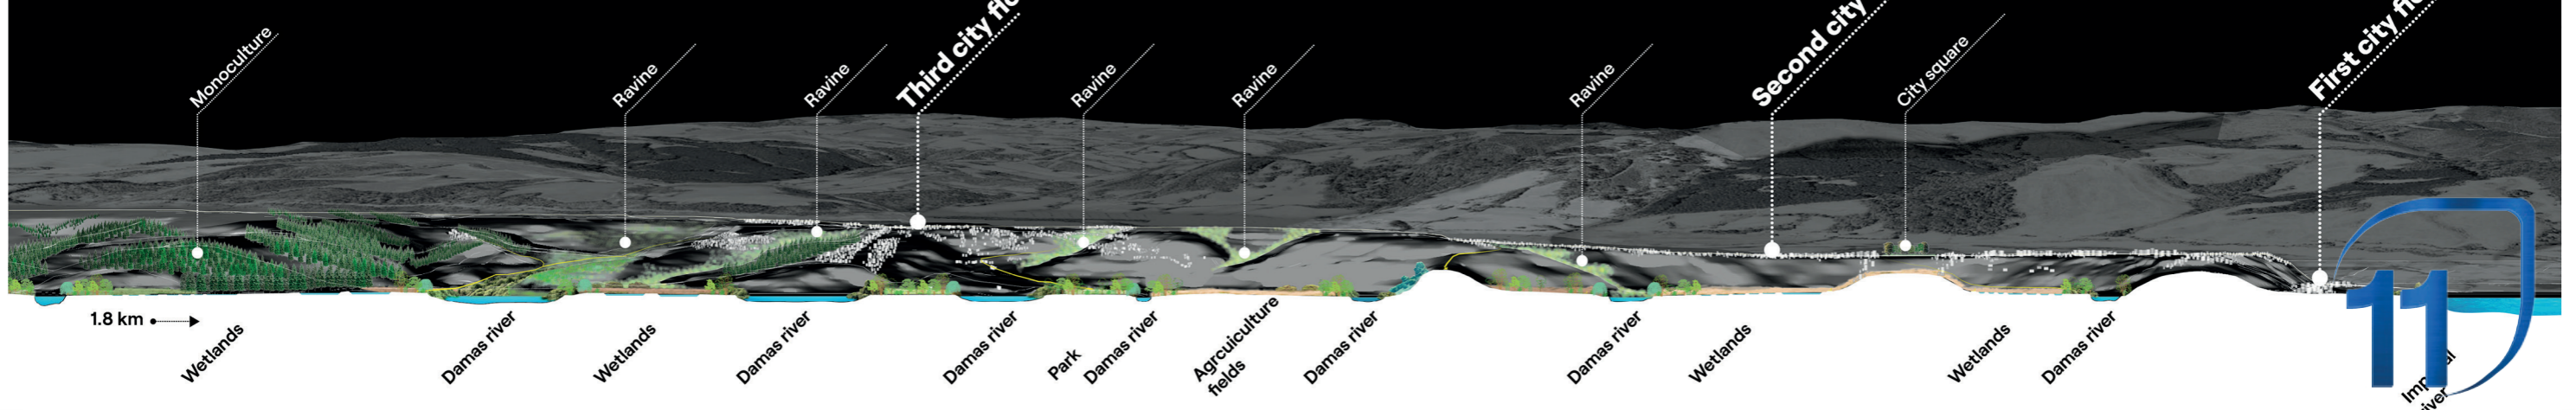 Monoculture
Ravine
Ravine
Third city
Ravine
Ravine
Ravine
Second city
City square
First city
1.8 km
Wetlands
Damas river
Wetlands
Damas river
Damas river
Park
Damas river
Agrcuiculture
fields
Damas river
Damas river
Wetlands
Wetlands
Damas river
11